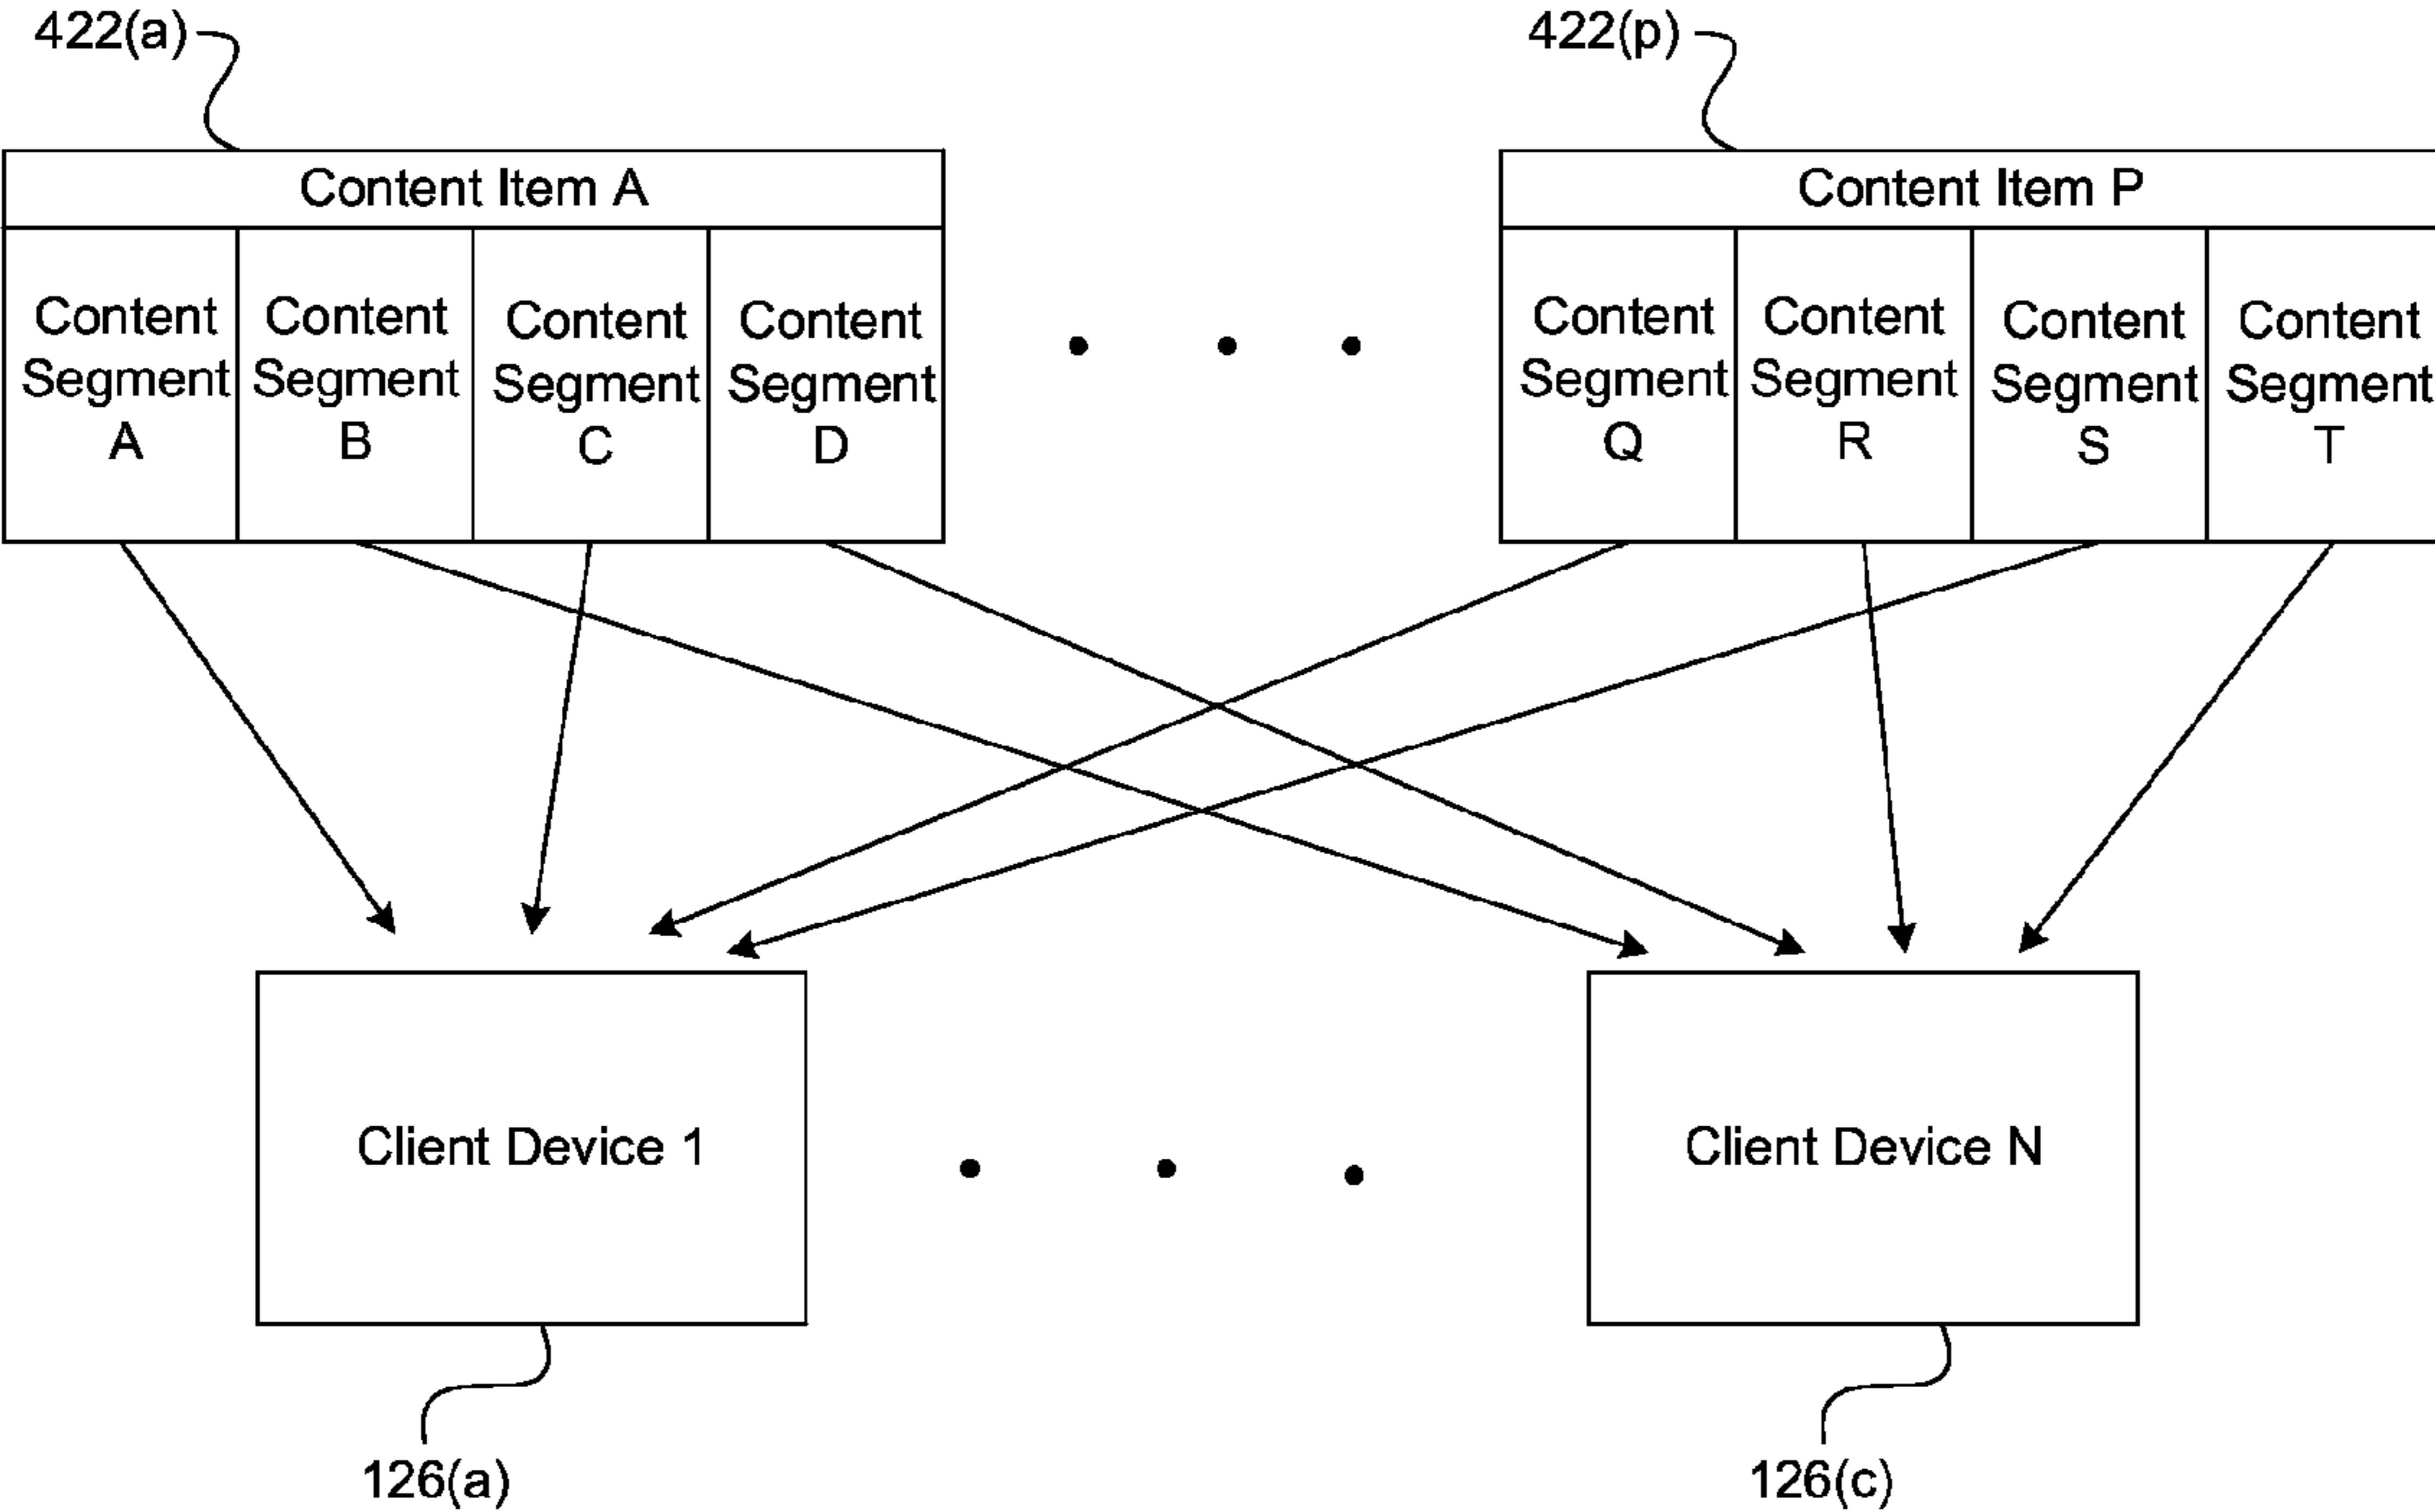 422(a)
422(p)
Content Item A
Content Item P
Content
Segment
A
Content
Segment
B
Content
Segment
C
Content
Segment
D
Content
Segment
Q
Content
Segment
R
Content
Segment
S
Content
Segment
T
Client Device 1
Client Device N
126(a)
126(c)